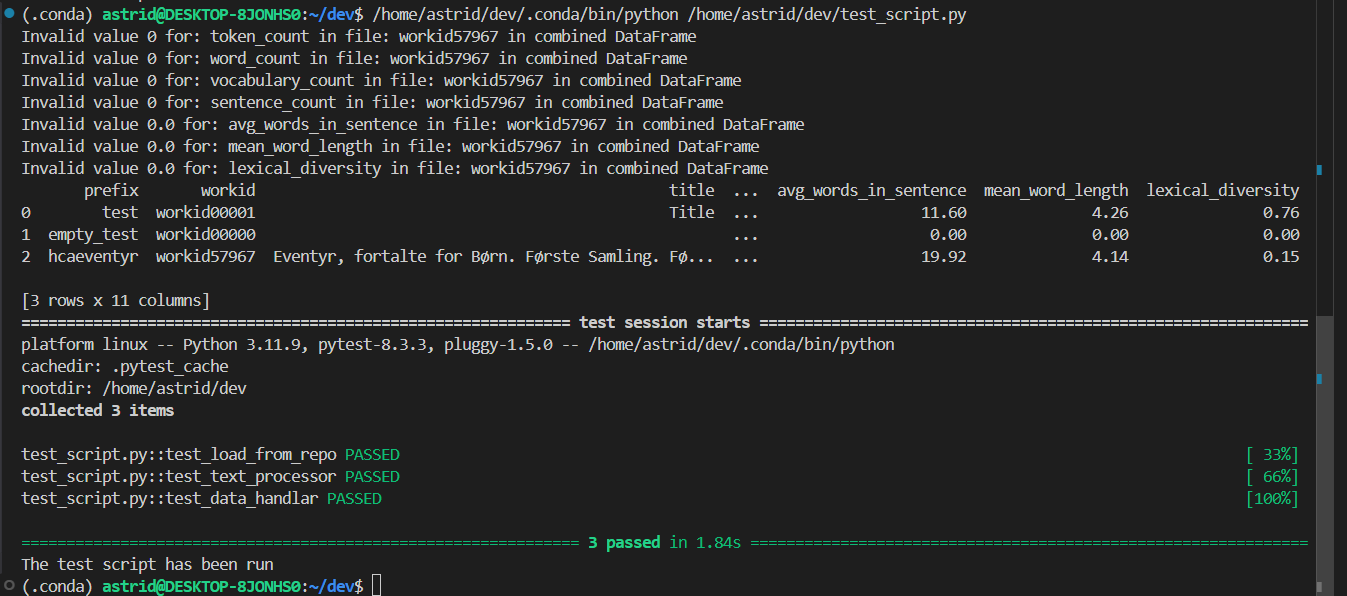 (.conda) astrid@DESKTOP-8JONHS0:~/dev$ /home/astrid/dev/.conda/bin/python /home/astrid/dev/test_script.py
Invalid value 0 for: token_count in file: workid57967 in combined DataFrame
Invalid value 0 for: word_count in file: workid57967 in combined DataFrame
Invalid value 0 for: vocabulary_count in file: workid57967 in combined DataFrame
Invalid value 0 for: sentence_count in file: workid57967 in combined DataFrame
Invalid value 0.0 for: avg_words_in_sentence in file: workid57967 in combined DataFrame
Invalid value 0.0 for: mean_word_length in file: workid57967 in combined DataFrame
Invalid value 0.0 for: lexical_diversity in file: workid57967 in combined DataFrame
prefix workid title ... avg_words_in_sentence mean_word_length lexical_diversity
0 test workid00001 Title ... 11.60 4.26 0.76
1 empty_test workid00000 ... 0.00 0.00 0.00
2 hcaeventyr workid57967 Eventyr, fortalte for Børn. Første Samling. Fø... ... 19.92 4.14 0.15
[3 rows x 11 columns]
============================================================= test session starts =============================================================
platform linux -- Python 3.11.9, pytest-8.3.3, pluggy-1.5.0 -- /home/astrid/dev/.conda/bin/python
cachedir: .pytest_cache
rootdir: /home/astrid/dev
collected 3 items
test_script.py::test_load_from_repo PASSED [ 33%]
test_script.py::test_text_processor PASSED [ 66%]
test_script.py::test_data_handlar PASSED [100%]
============================================================== 3 passed in 1.84s ==============================================================
The test script has been run
(.conda) astrid@DESKTOP-8JONHS0:~/dev$